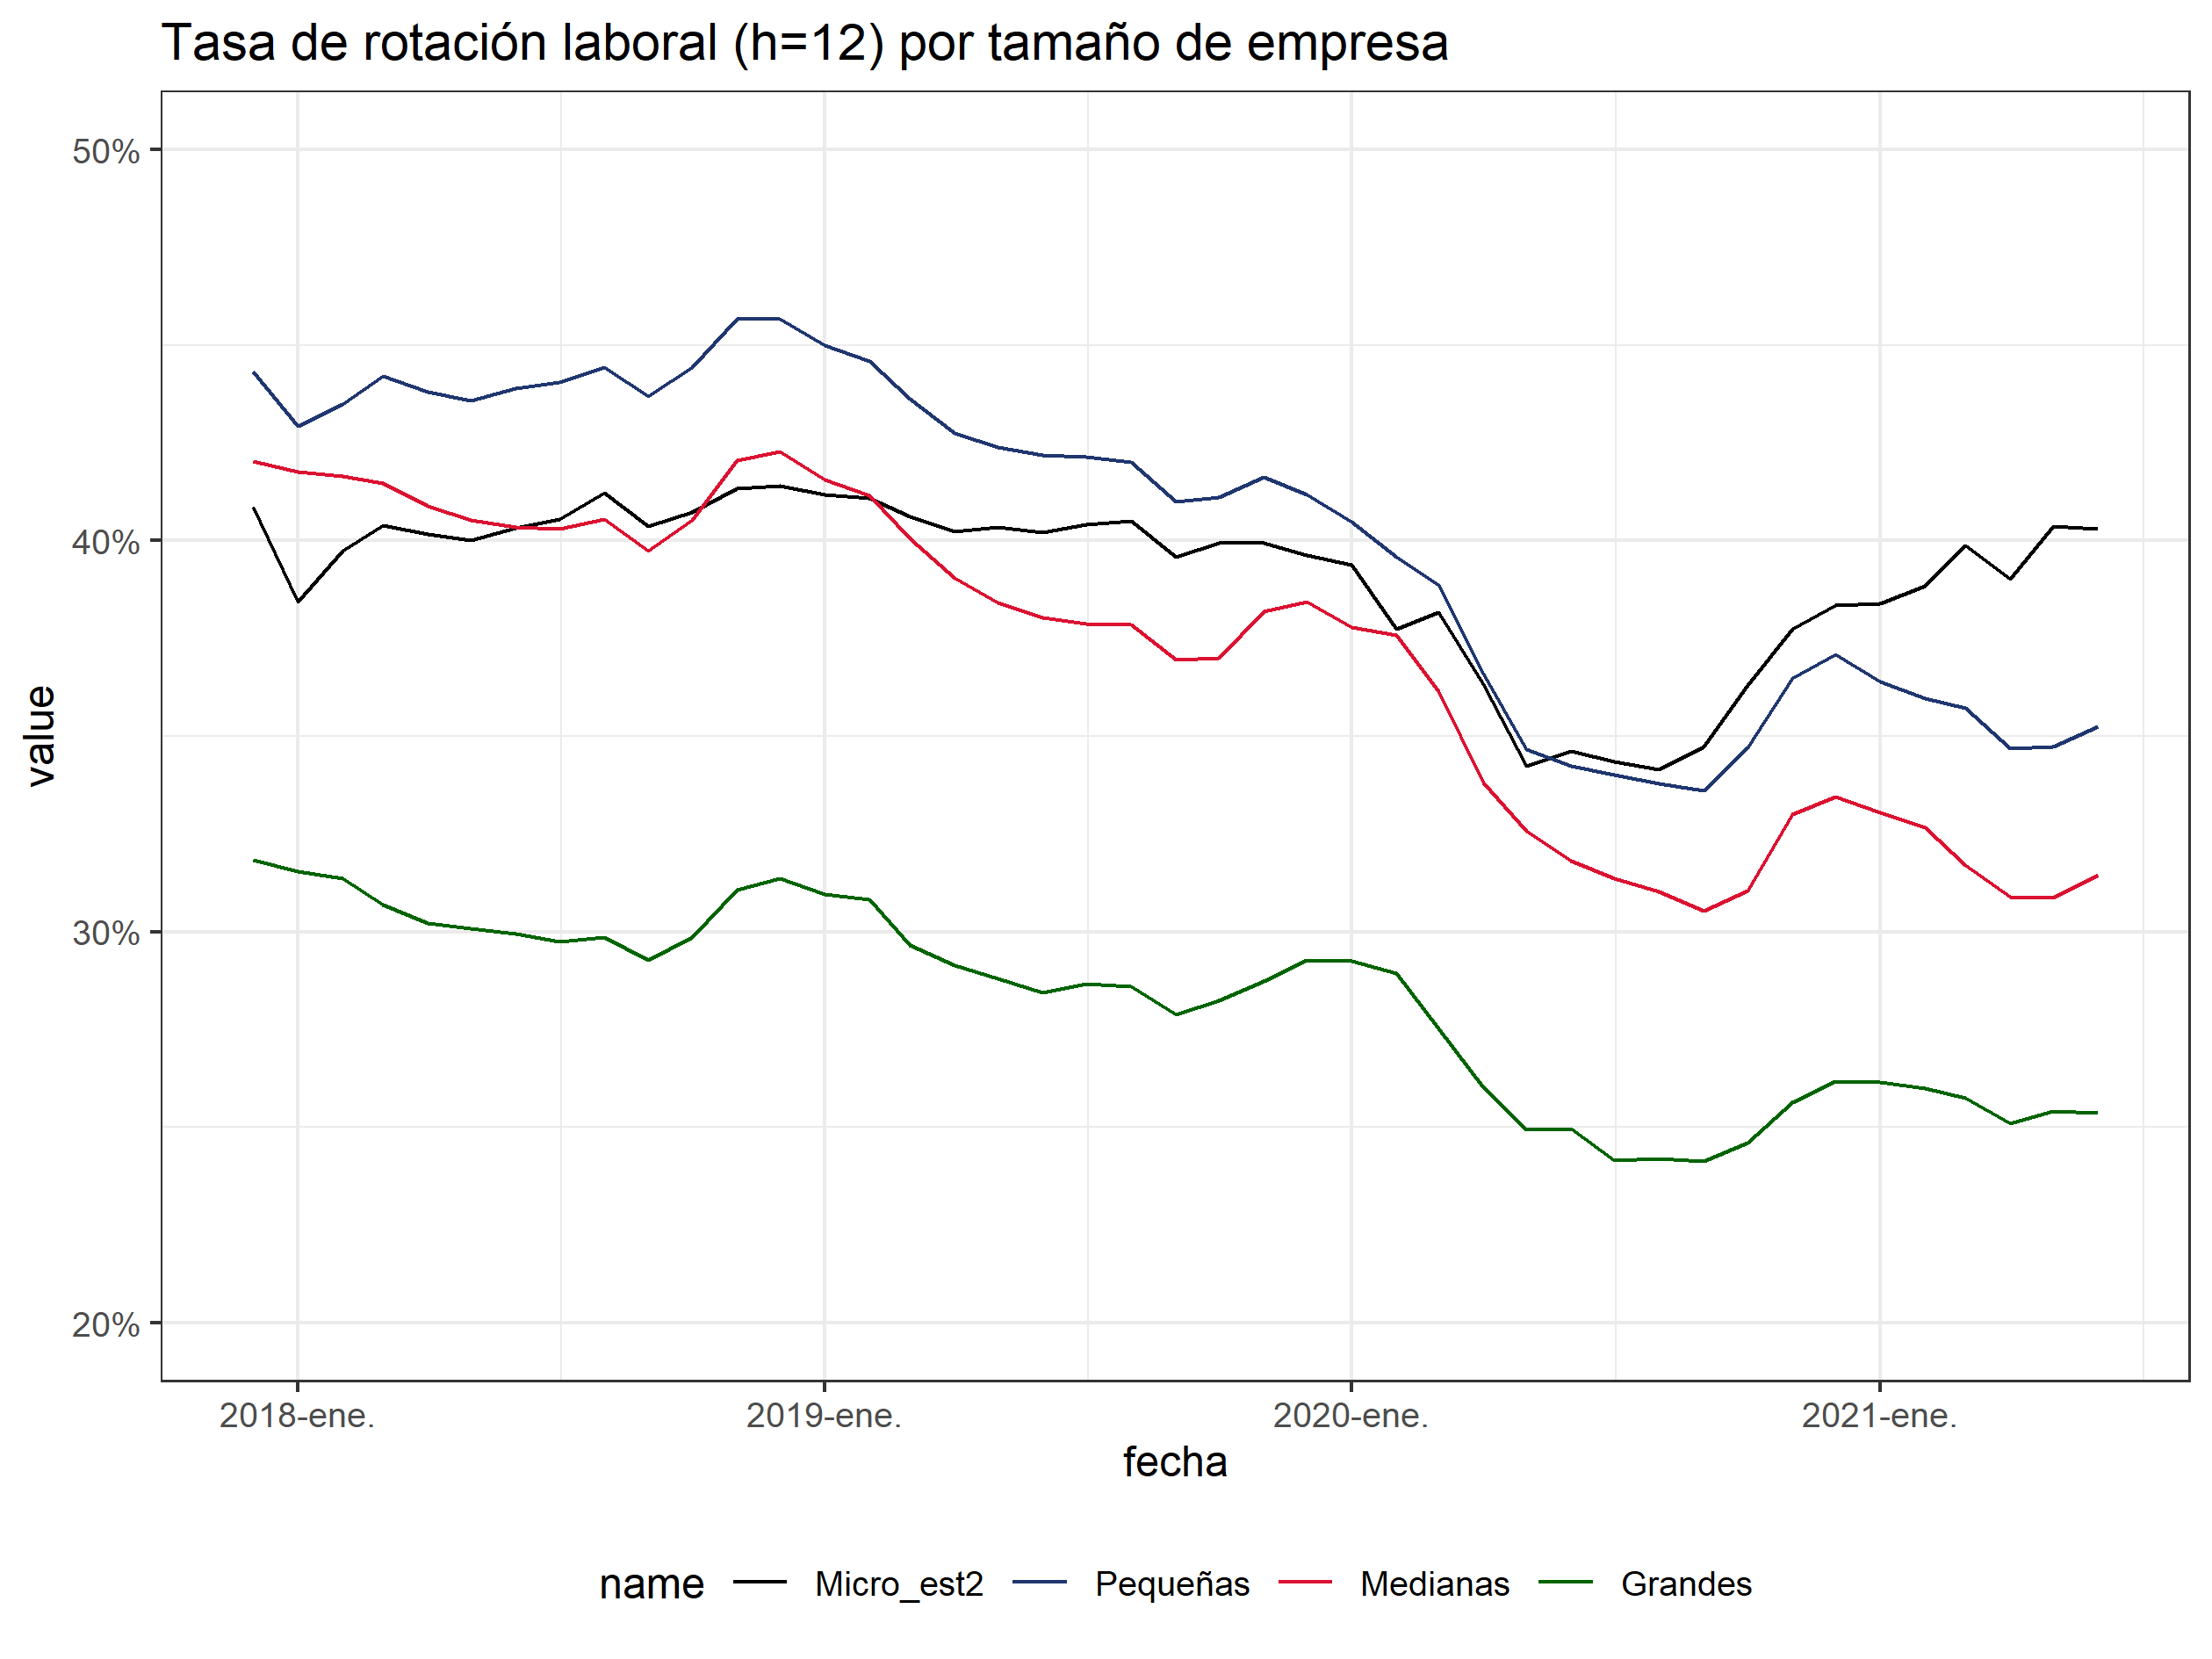 Tasa de rotación laboral (h=12) por tamaño de empresa
50%
40%
30%
20%
value
2018-ene. 2019-ene. 2020-ene. 2021-ene.
fecha
name Micro_est2 Pequeñas Medianas Grandes